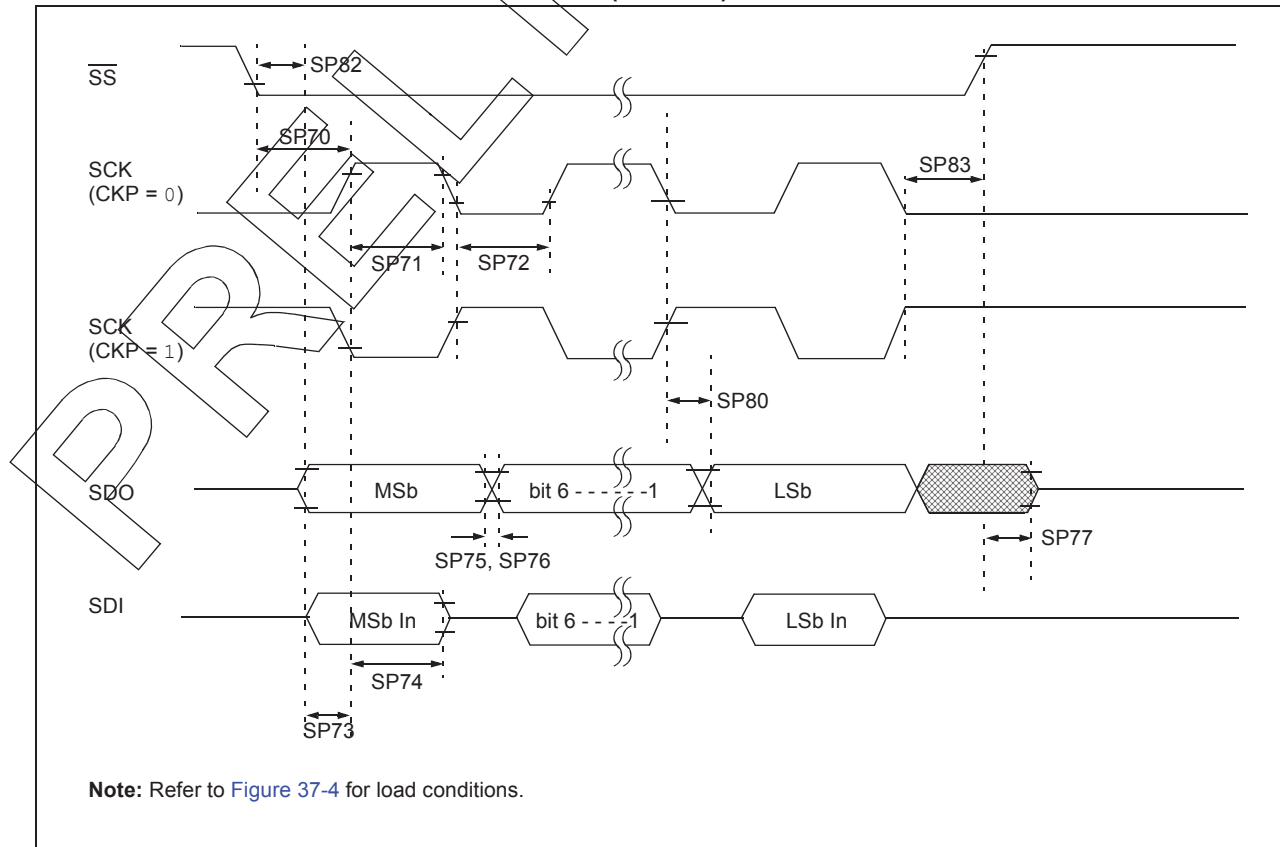 SS
SP82
SP70
SCK
(CKP = 0)
SP83
SP71
SP72
SCK
(CKP = 1)
SP80
SDO
MSb
bit 6 - - - - - -1
LSb
SP77
SP75, SP76
SDI
MSb In
bit 6 - - - -1
LSb In
SP74
SP73
Note: Refer to Figure 37-4 for load conditions.
PREL